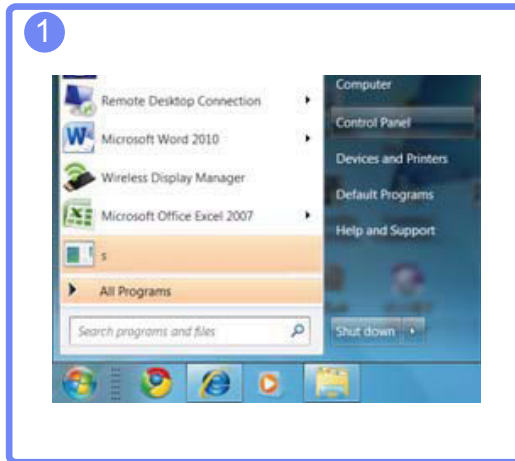 1
Remote Desktop Connection
Microsoft Word 2010
Wireless Display Manager
Microsoft Office Excel 2007
s
All Programs
Search programs and files
Computer
Control Panel
Devices and Printers
Default Programs
Help and Support
Shut down